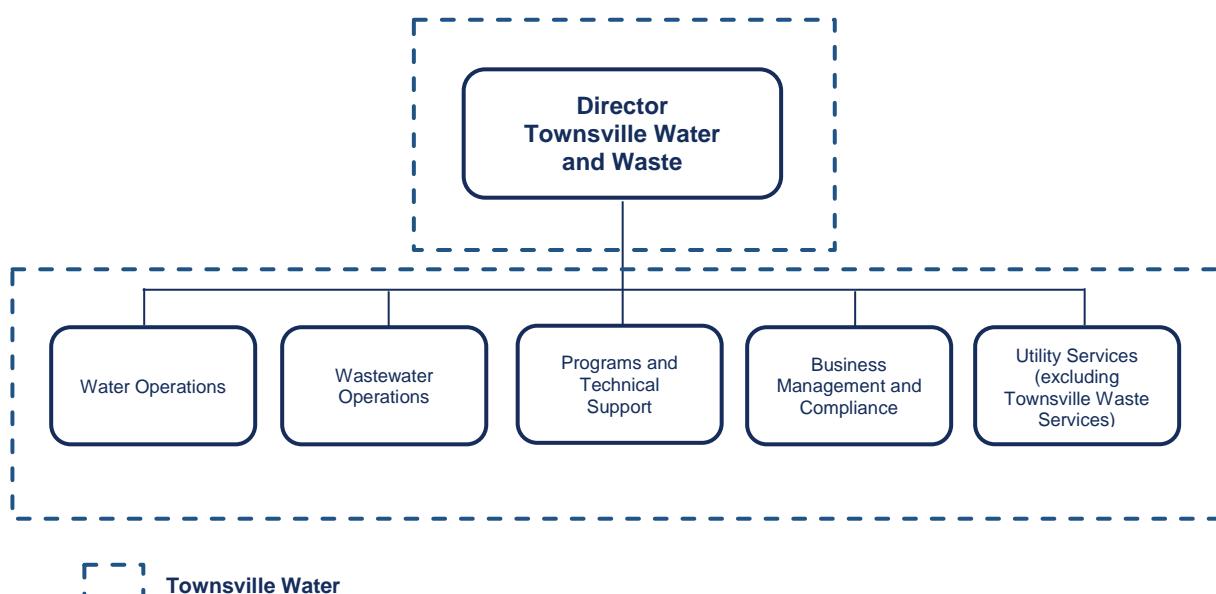 Director
Townsville Water
and Waste
Water Operations
Wastewater
Operations
Programs and
Technical
Support
Business
Management and
Compliance
Utility Services
(excluding
Townsville Waste
Services)
Townsville Water